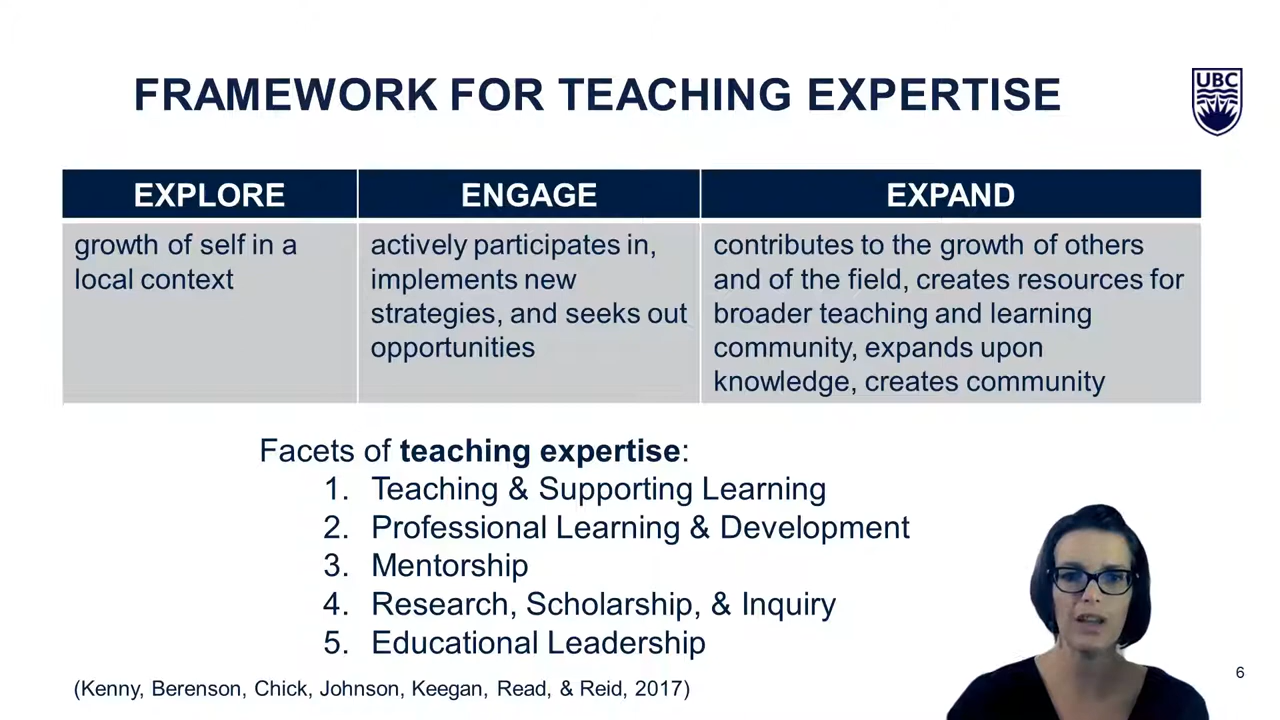 FRAMEWORK FOR TEACHING EXPERTISE
UBC
EXPLORE
ENGAGE
EXPAND
growth of self in a
local context
actively participates in,
implements new
strategies, and seeks out
opportunities
contributes to the growth of others
and of the field, creates resources for
broader teaching and learning
community, expands upon
knowledge, creates community
Facets of teaching expertise:
1. Teaching & Supporting Learning
2. Professional Learning & Development
3. Mentorship
4. Research, Scholarship, & Inquiry
5. Educational Leadership
(Kenny, Berenson, Chick, Johnson, Keegan, Read, & Reid, 2017)
6